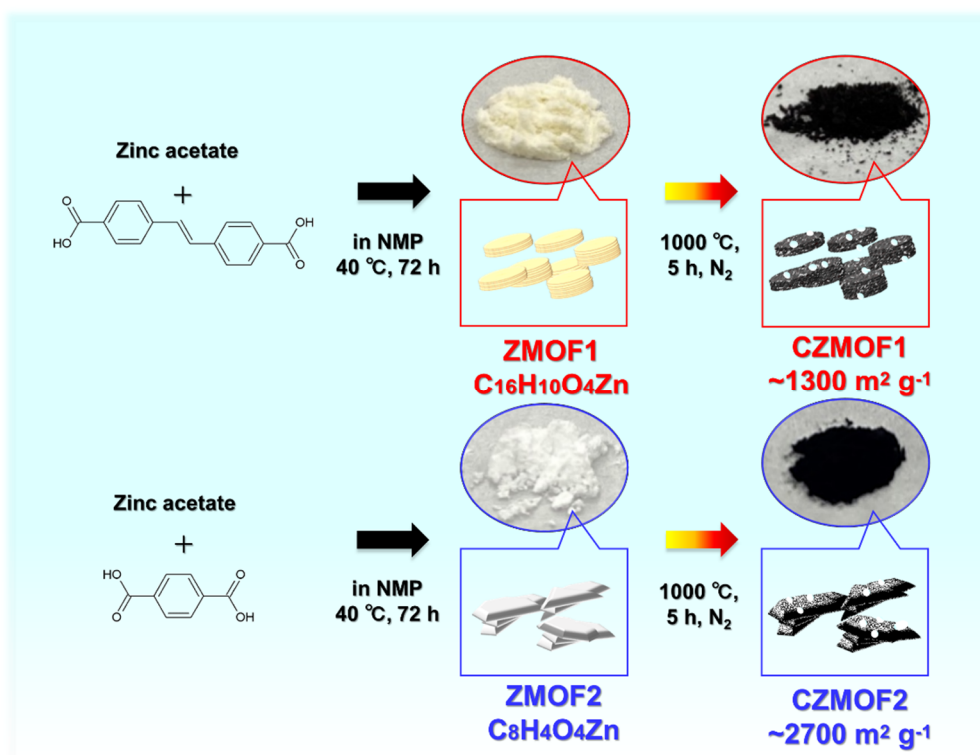 Zinc acetate
+
O
HO
OH
O
in NMP
40 ℃, 72 h
1000 ℃,
5 h, N₂
ZMOF1
C₁₆H₁₀O₄Zn
CZMOF1
~1300 m² g⁻¹
Zinc acetate
+
HO
O
O
OH
in NMP
40 ℃, 72 h
1000 ℃,
5 h, N₂
ZMOF2
C₈H₄O₄Zn
CZMOF2
~2700 m² g⁻¹